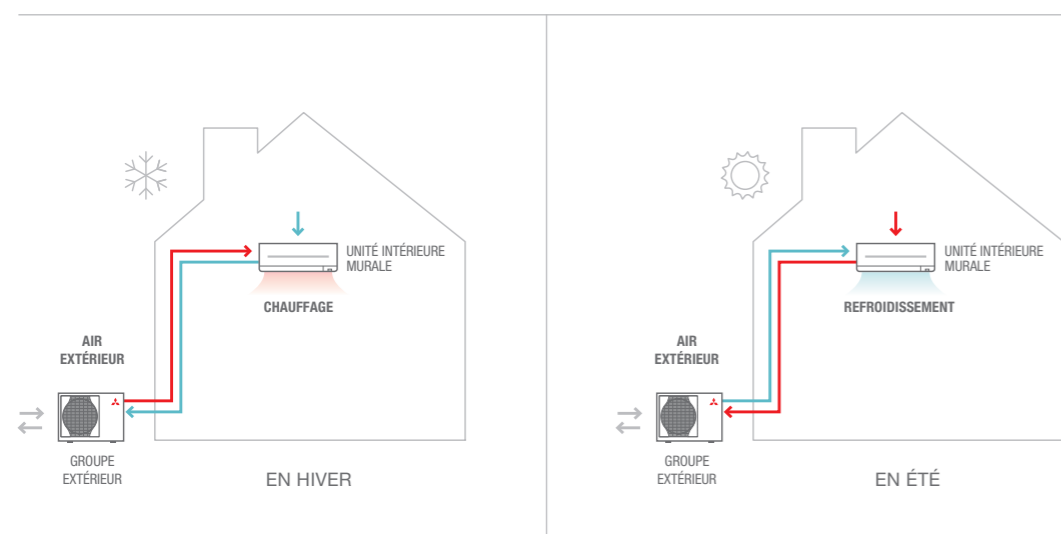 UNITÉ INTÉRIEURE
MURALE
CHAUFFAGE
AIR
EXTÉRIEUR
GROUPE
EXTÉRIEUR
EN HIVER
UNITÉ INTÉRIEURE
MURALE
REFROIDISSEMENT
AIR
EXTÉRIEUR
GROUPE
EXTÉRIEUR
EN ÉTÉ